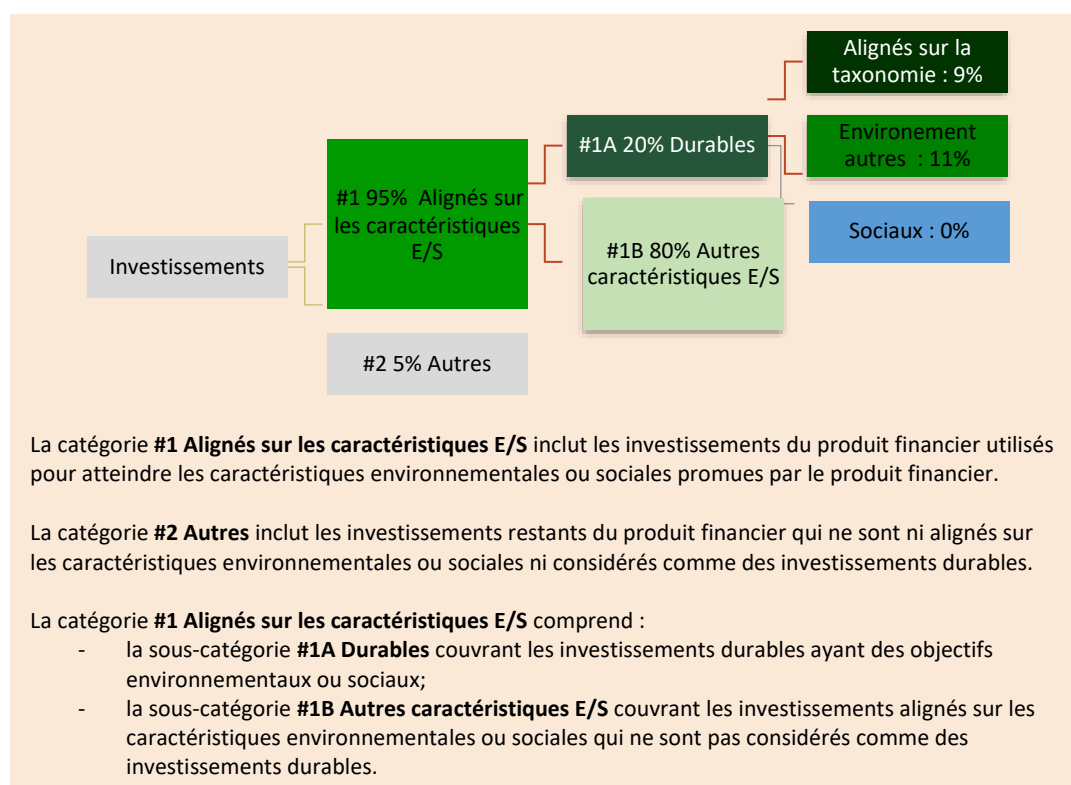 Alignés sur la
taxonomie : 9%
#1A 20% Durables
Environement
autres : 11%
#1 95% Alignés sur
les caractéristiques
E/S
Sociaux : 0%
#1B 80% Autres
caractéristiques E/S
Investissements
#2 5% Autres
La catégorie #1 Alignés sur les caractéristiques E/S inclut les investissements du produit financier utilisés
pour atteindre les caractéristiques environnementales ou sociales promues par le produit financier.
La catégorie #2 Autres inclut les investissements restants du produit financier qui ne sont ni alignés sur
les caractéristiques environnementales ou sociales ni considérés comme des investissements durables.
La catégorie #1 Alignés sur les caractéristiques E/S comprend :
- la sous-catégorie #1A Durables couvrant les investissements durables ayant des objectifs
environnementaux ou sociaux;
- la sous-catégorie #1B Autres caractéristiques E/S couvrant les investissements alignés sur les
caractéristiques environnementales ou sociales qui ne sont pas considérés comme des
investissements durables.